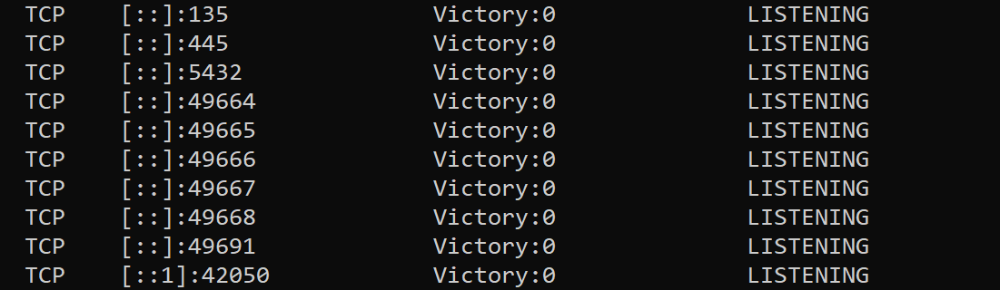 TCP [::]:135 Victory:0 LISTENING
TCP [::]:445 Victory:0 LISTENING
TCP [::]:5432 Victory:0 LISTENING
TCP [::]:49664 Victory:0 LISTENING
TCP [::]:49665 Victory:0 LISTENING
TCP [::]:49666 Victory:0 LISTENING
TCP [::]:49667 Victory:0 LISTENING
TCP [::]:49668 Victory:0 LISTENING
TCP [::]:49691 Victory:0 LISTENING
TCP [::1]:42050 Victory:0 LISTENING